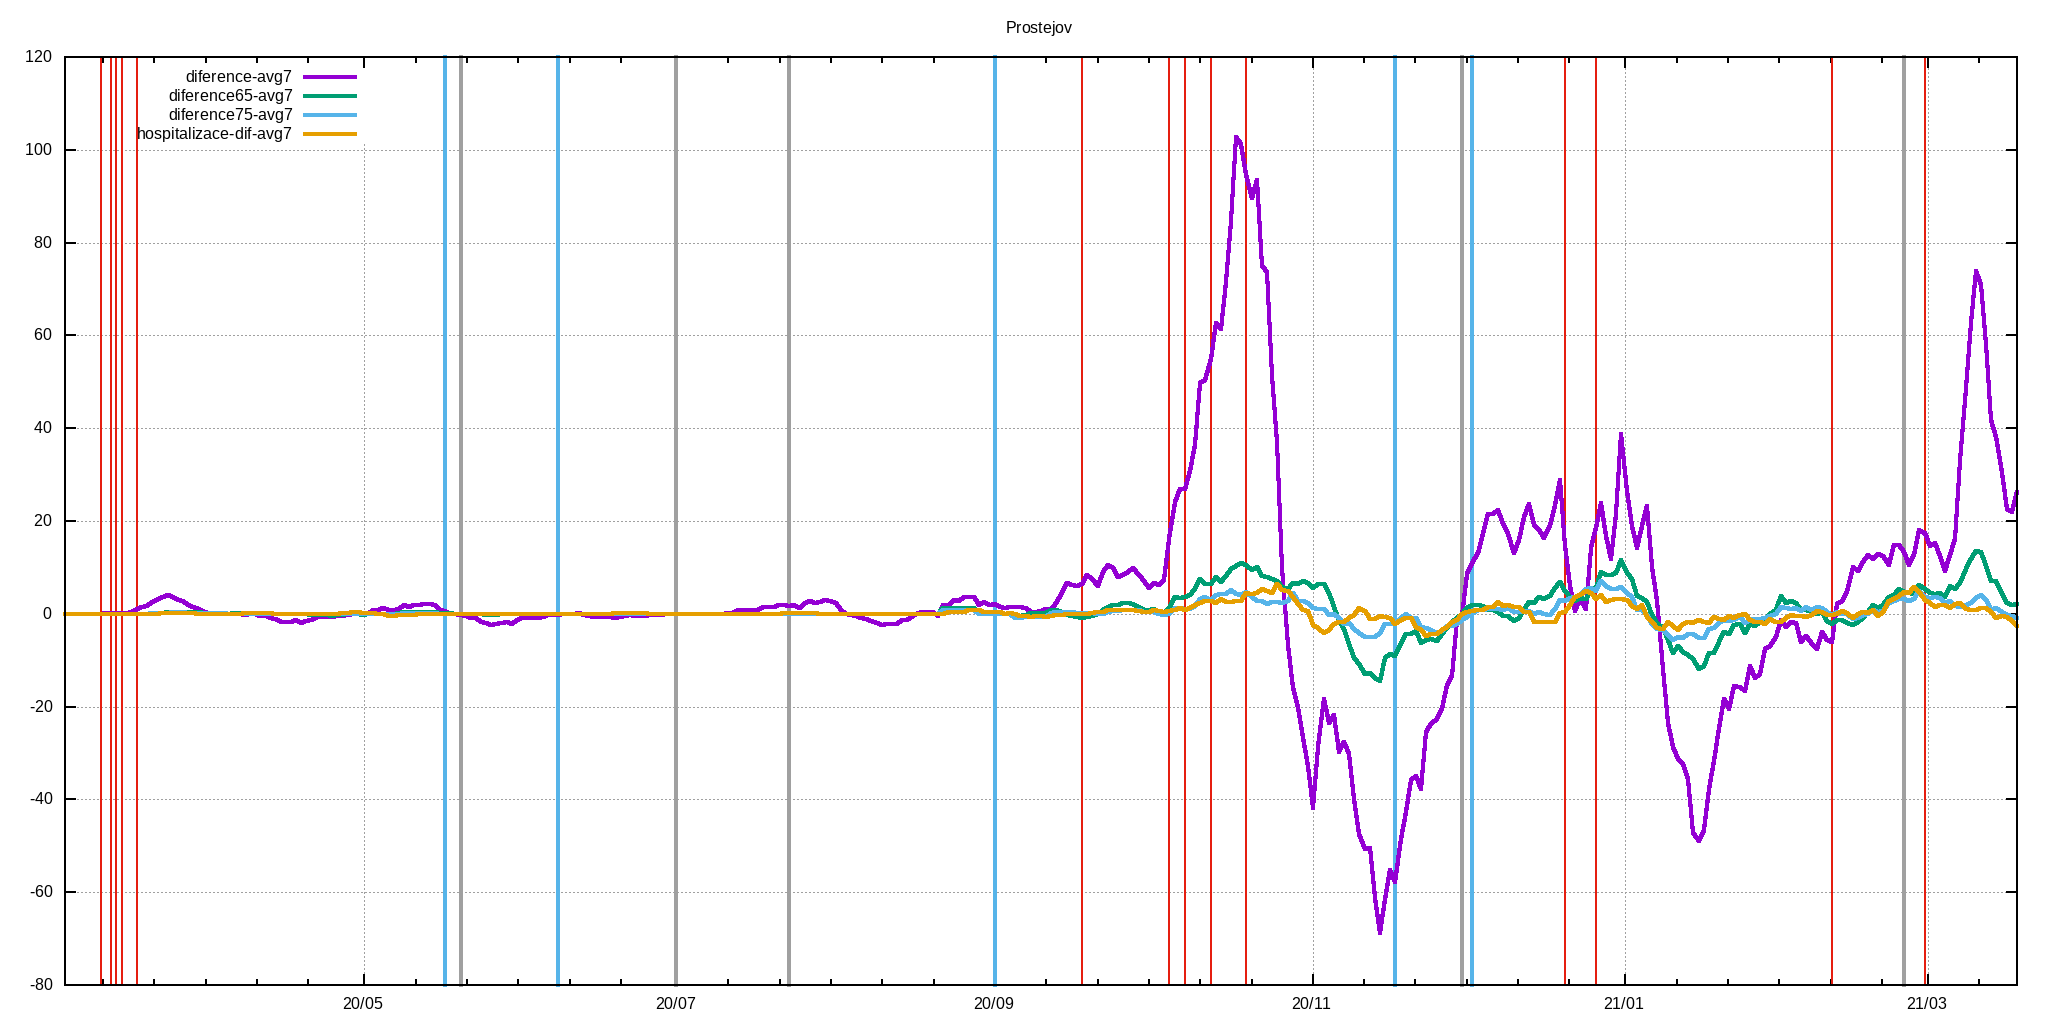 Prostejov
diference-avg7
diference65-avg7
diference75-avg7
hospitalizace-dif-avg7
120
100
80
60
40
20
0
-20
-40
-60
-80
20/05 20/07 20/09 20/11 21/01 21/03